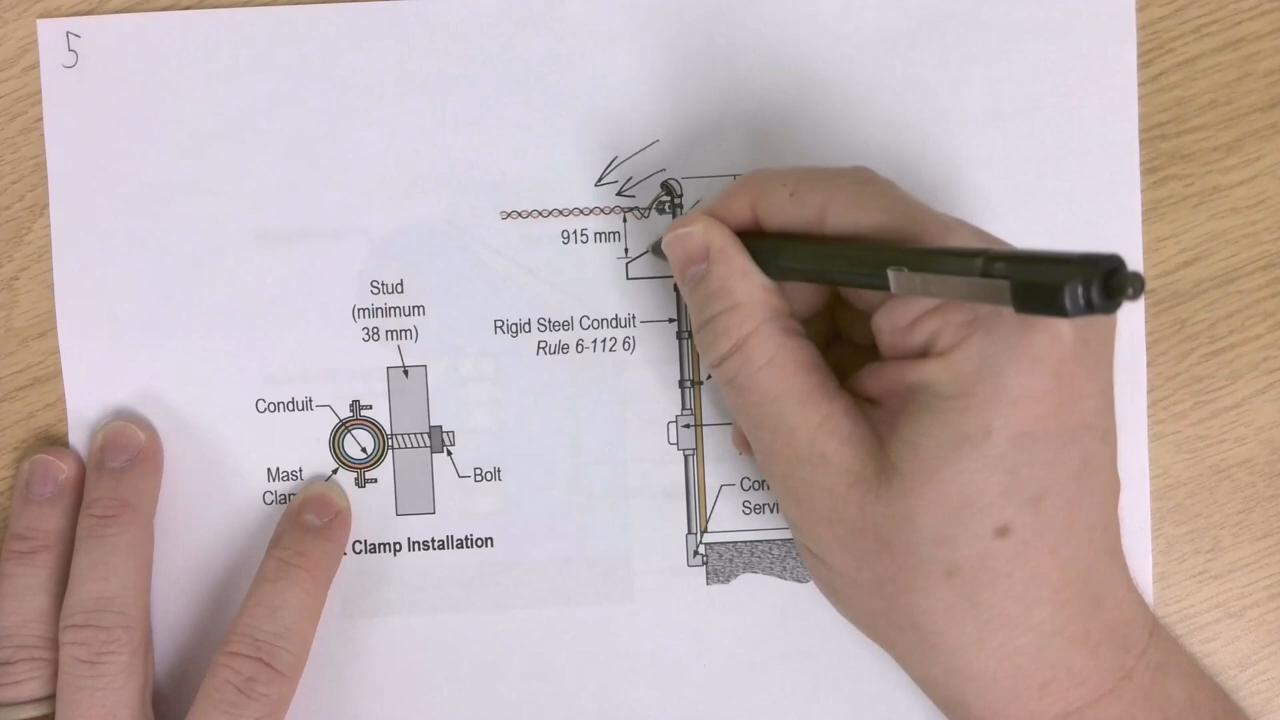 5
915 mm
Stud
(minimum
38 mm)
Rigid Steel Conduit
Rule 6-112 6)
Conduit
Mast
Bolt
Clamp Installation